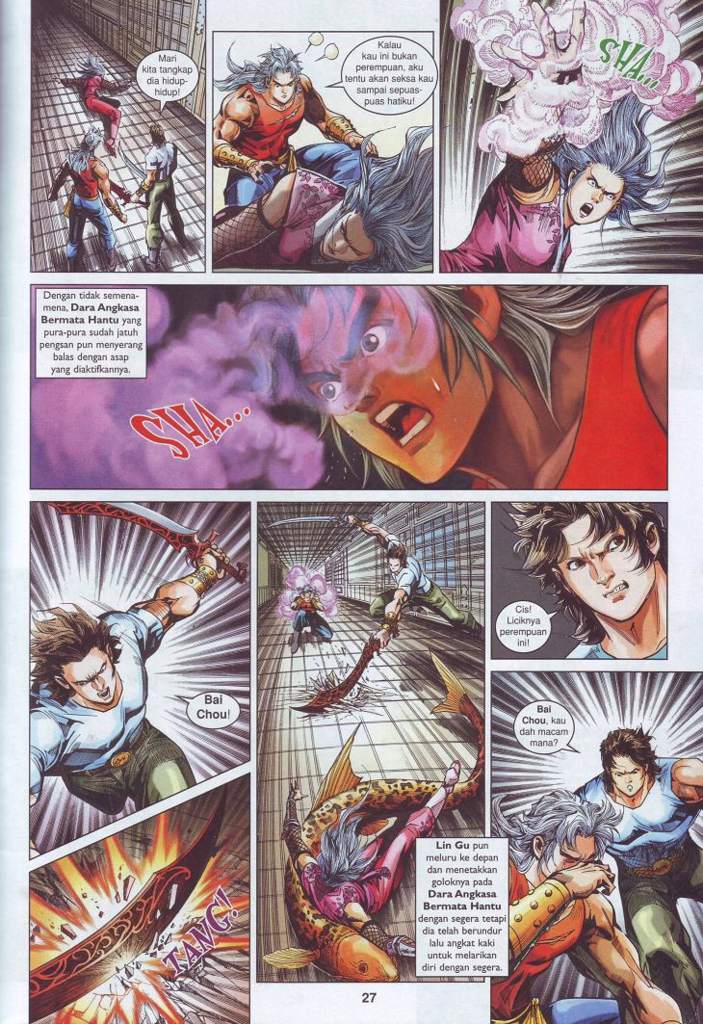 Mari
kita tangkap
dia hidup-
hidup!
Kalau
kau ini bukan
perempuan, aku
tentu akan seksa kau
sampai sepuas-
puas hatiku!
SHA...
Dengan tidak semena-
mena, Dara Angkasa
Bermata Hantu yang
pura-pura sudah jatuh
pengsan pun menyerang
balas dengan asap
yang diaktifkannya.
SHA...
Bai
Chou!
TANG!
Lin Gu pun
meluru ke depan
dan menetakkan
goloknya pada
Dara Angkasa
Bermata Hantu
dengan segera tetapi
dia telah berundur
lalu angkat kaki
untuk melarikan
diri dengan segera.
Cis!
Liciknya
perempuan
ini!
Bai
Chou, kau
dah macam
mana?
27